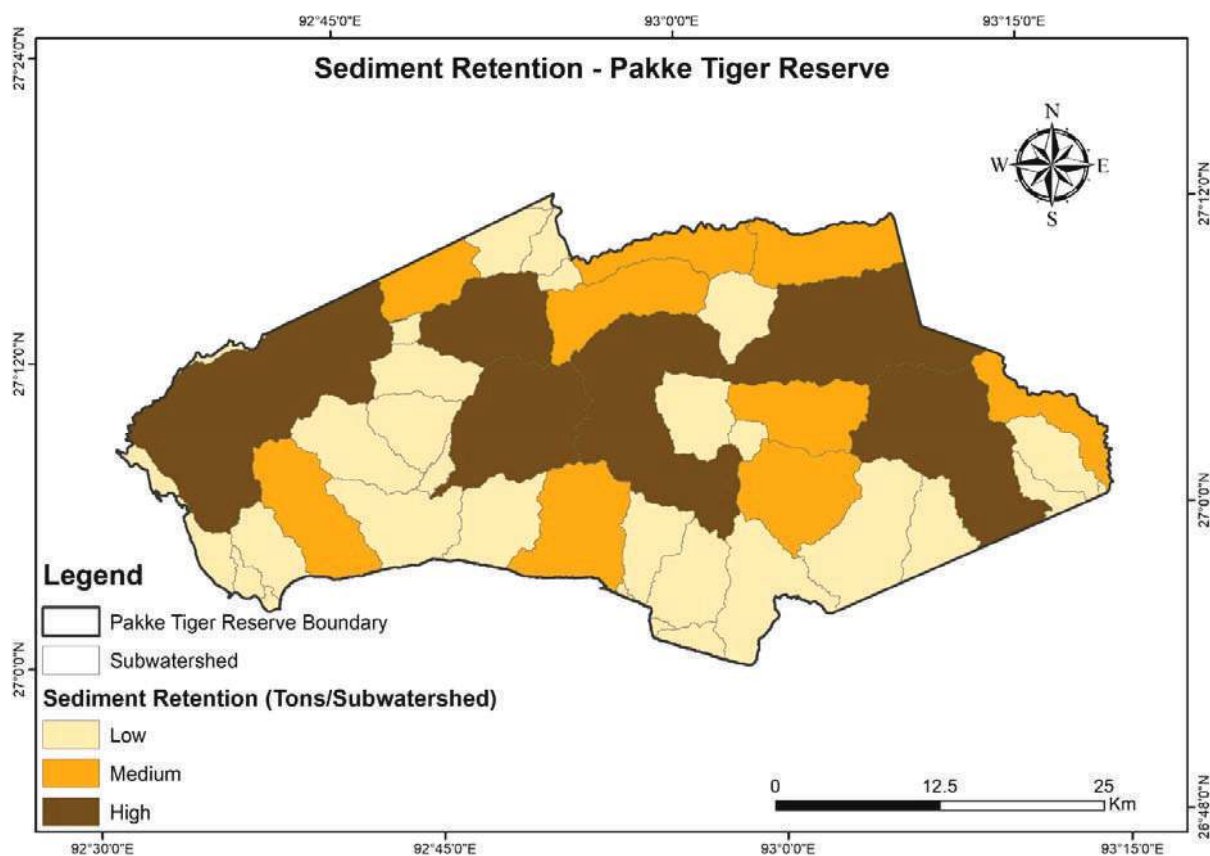 92°45'0"E 93°0'0"E 93°15'0"E
27°24'0"N
Sediment Retention - Pakke Tiger Reserve
N
W E
S
27°12'0"N
27°12'0"N
27°0'0"N
Legend
Pakke Tiger Reserve Boundary
Subwatershed
27°0'0"N
Sediment Retention (Tons/Subwatershed)
Low
Medium
High
0 12.5 25
Km
26°48'0"N
92°30'0"E 92°45'0"E 93°0'0"E 93°15'0"E